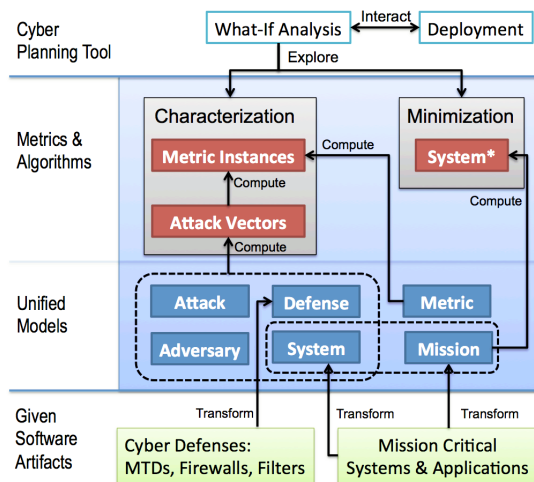 Cyber
Planning Tool
What-If Analysis
Interact
Deployment
Explore
Metrics &
Algorithms
Characterization
Minimization
Metric Instances
Compute
System*
Compute
Compute
Attack Vectors
Compute
Unified
Models
Attack
Defense
Metric
Adversary
System
Mission
Given
Software
Artifacts
Transform
Transform
Transform
Cyber Defenses:
MTDs, Firewalls, Filters
Mission Critical
Systems & Applications